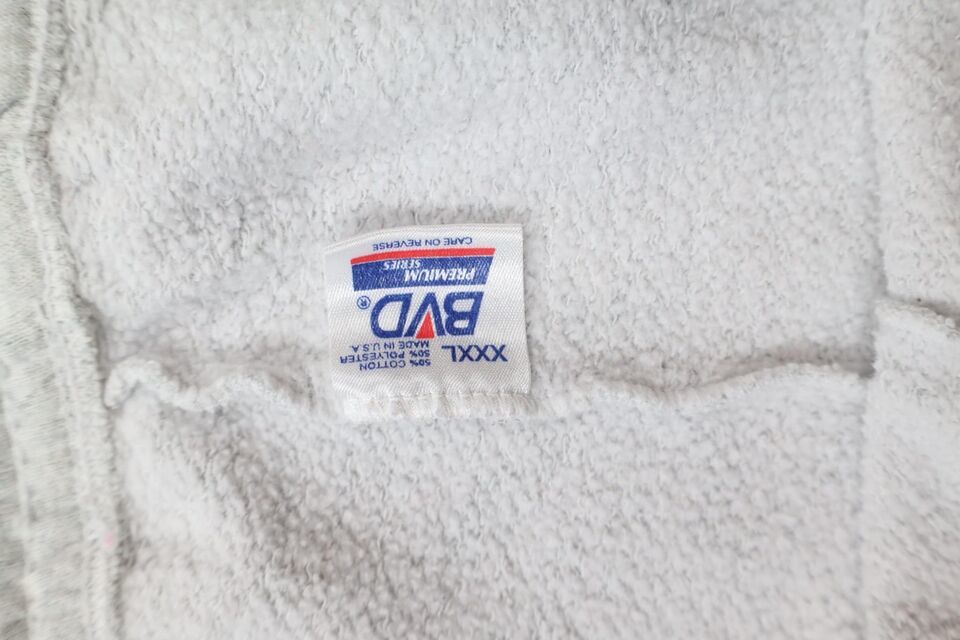 XXXL
50% COTTON
50% POLYESTER
MADE IN U.S.A.
BVD®
PREMIUM
SERIES
CARE ON REVERSE